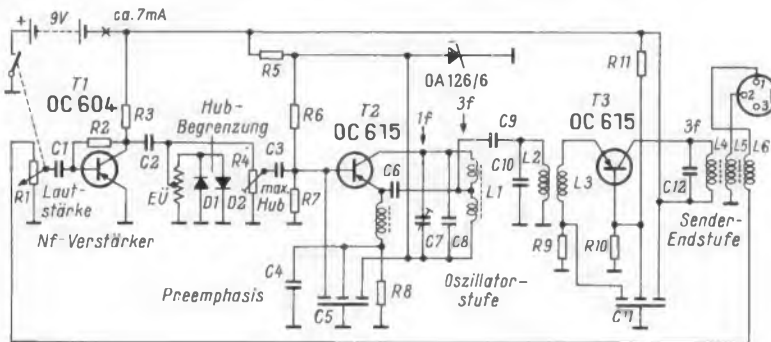 + 9V ca. 7mA
T1
OC 604
R5
OA 126/6
R11
R3
R2
C1
C2
R1
Laut-
stärke
Nf-Verstärker
Hub-
Begrenzung
EÜ
D1
D2
R4
C3
max.
Hub
R6
R7
T2
OC 615
1f
3f
C6
C7
C8
L1
C9
C10
L2
L3
T3
OC 615
3f
C12
L4
L5
L6
1
2
3
Preemphasis
C4
C5
R8
Oszillator-
stufe
R9
R10
C11
Sender-
Endstufe